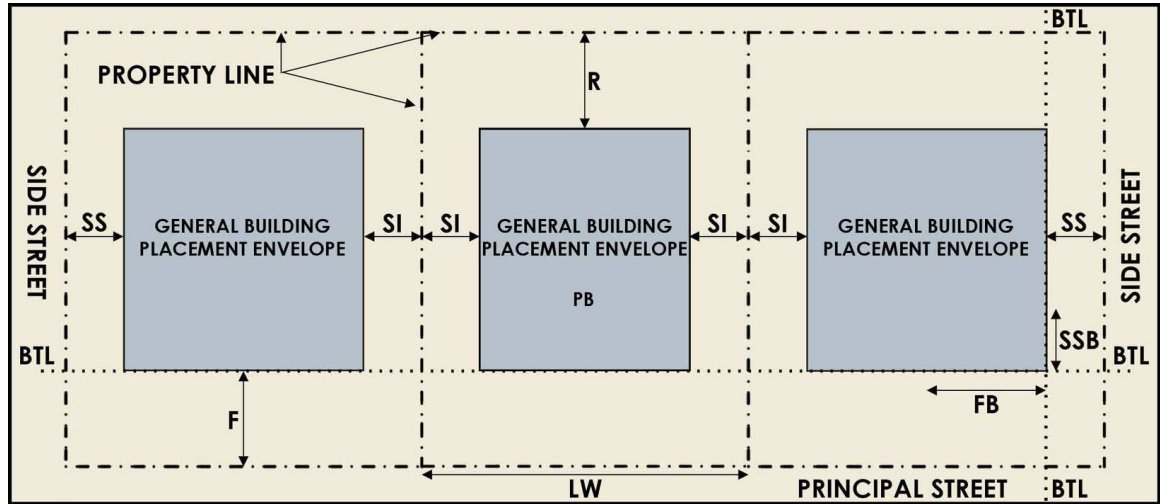 BTL
PROPERTY LINE
R
SIDE STREET
SS
GENERAL BUILDING
PLACEMENT ENVELOPE
SI
SI
GENERAL BUILDING
PLACEMENT ENVELOPE
PB
SI
SI
GENERAL BUILDING
PLACEMENT ENVELOPE
SS
SIDE STREET
SSB
BTL
BTL
F
FB
LW
PRINCIPAL STREET
BTL